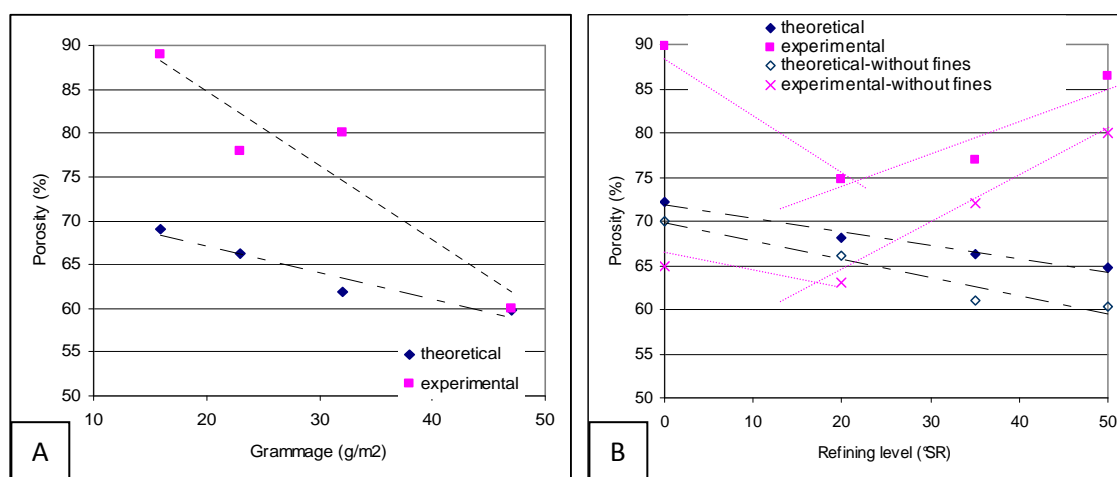 90
85
80
75
70
65
60
55
50
Porosity (%)
theoretical
experimental
10 20 30 40 50
Grammage (g/m2)
A
theoretical
experimental
theoretical-without fines
experimental-without fines
90
85
80
75
70
65
60
55
50
Porosity (%)
0 10 20 30 40 50
Refining level (°SR)
B